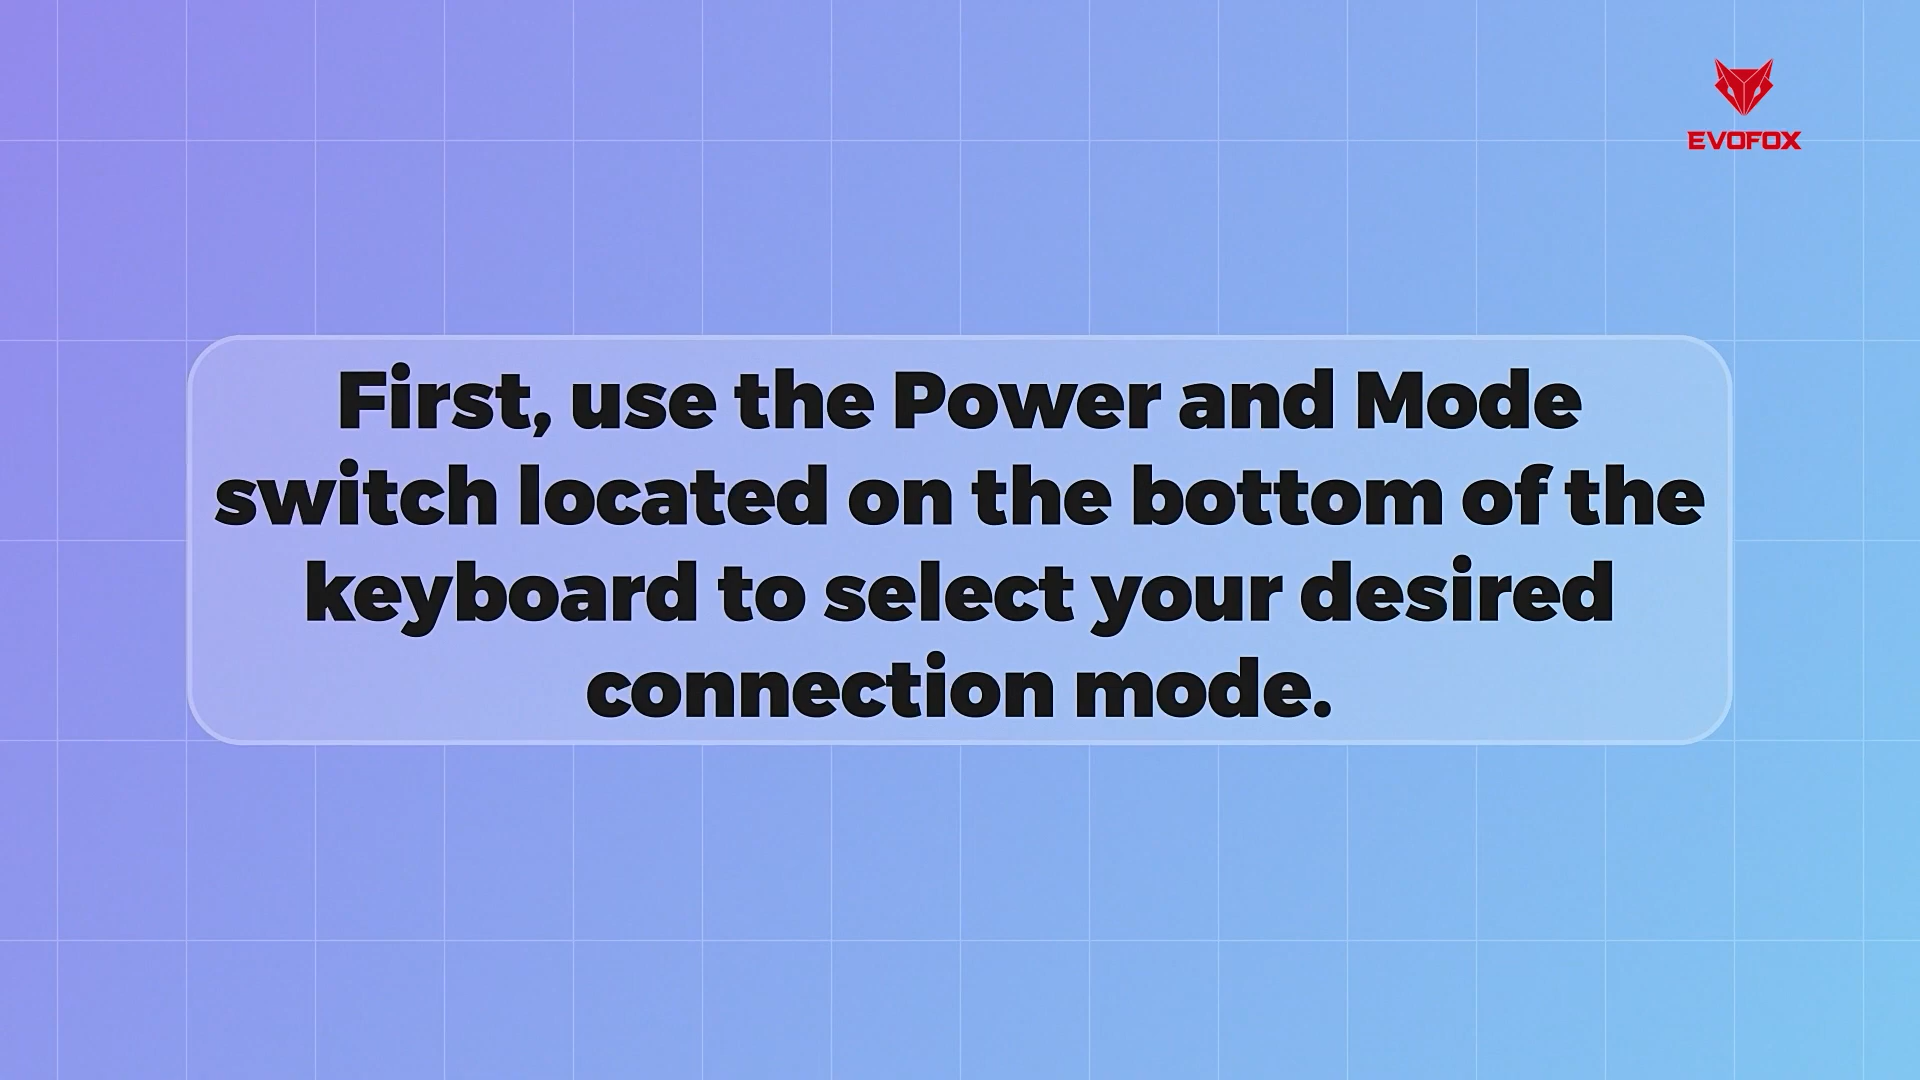 EVOFOX
First, use the Power and Mode
switch located on the bottom of the
keyboard to select your desired
connection mode.